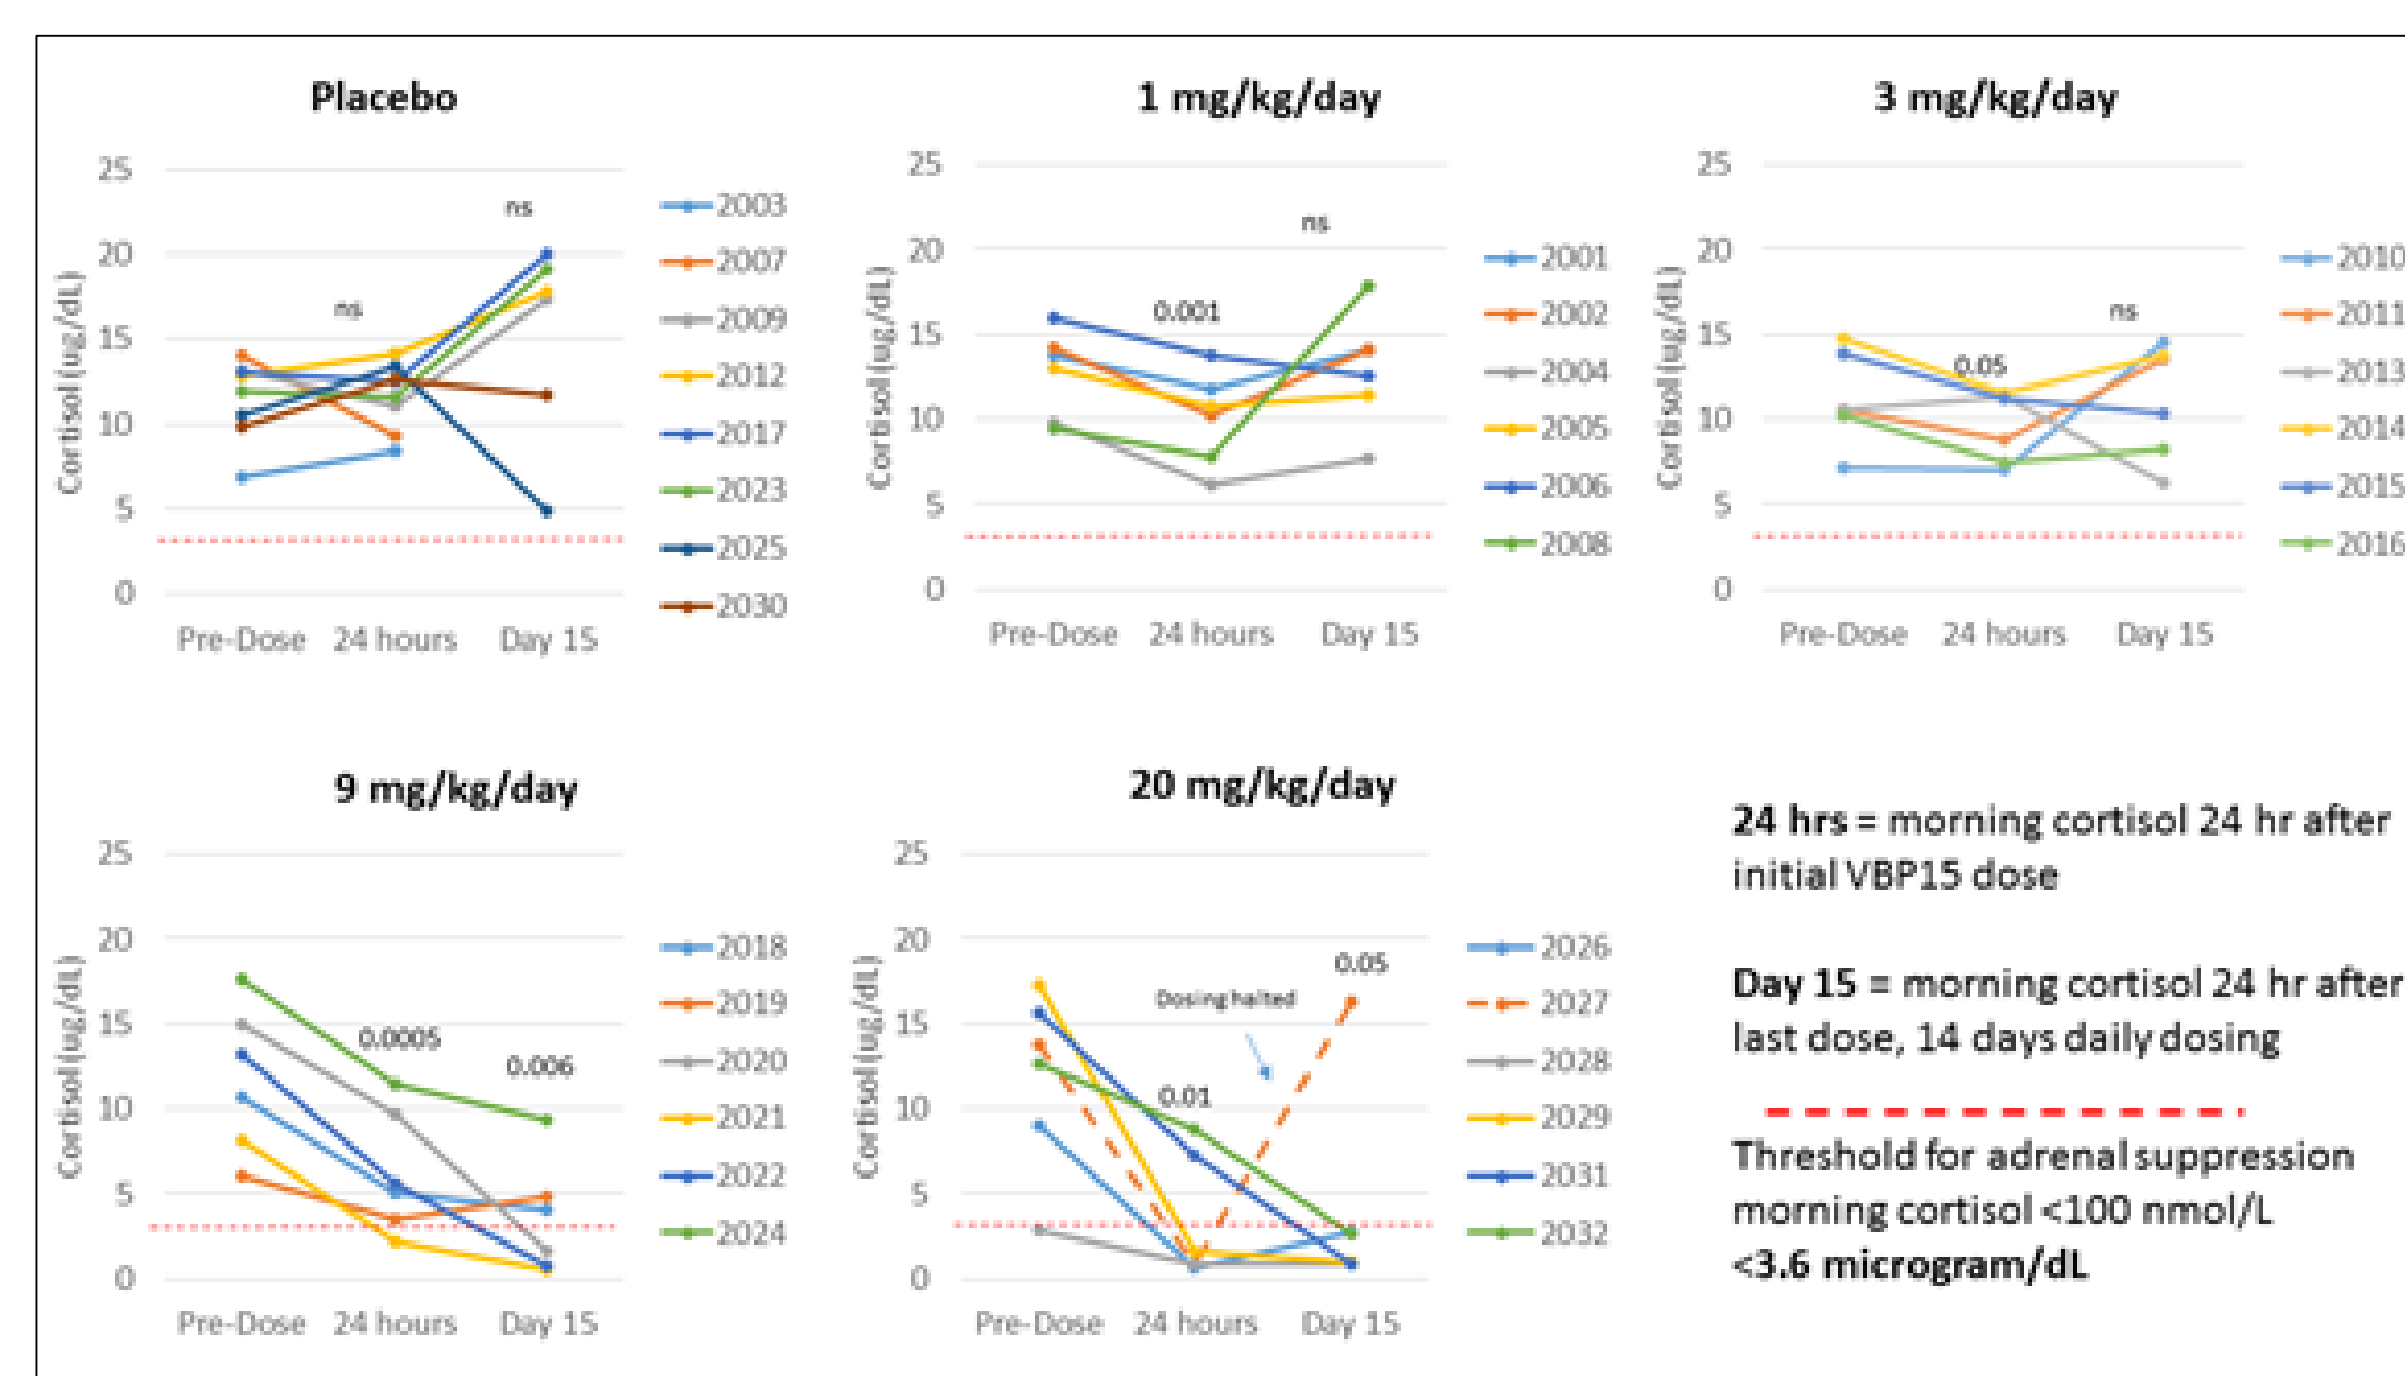 Placebo
25
20
15
10
5
0
Cortisol (ug/dL)
ns
ns
Pre-Dose 24 hours Day 15
2003
2007
2009
2012
2017
2023
2025
2030
1 mg/kg/day
25
20
15
10
5
0
Cortisol (ug/dL)
0.001
ns
Pre-Dose 24 hours Day 15
2001
2002
2004
2005
2006
2008
3 mg/kg/day
25
20
15
10
5
0
Cortisol (ug/dL)
0.05
ns
Pre-Dose 24 hours Day 15
2010
2011
2013
2014
2015
2016
9 mg/kg/day
25
20
15
10
5
0
Cortisol (ug/dL)
0.0005
0.006
Pre-Dose 24 hours Day 15
2018
2019
2020
2021
2022
2024
20 mg/kg/day
25
20
15
10
5
0
Cortisol (ug/dL)
Dosing halted
0.01
0.05
Pre-Dose 24 hours Day 15
2026
2027
2028
2029
2031
2032
24 hrs = morning cortisol 24 hr after
initial VBP15 dose
Day 15 = morning cortisol 24 hr after
last dose, 14 days daily dosing
Threshold for adrenal suppression
morning cortisol <100 nmol/L
<3.6 microgram/dL